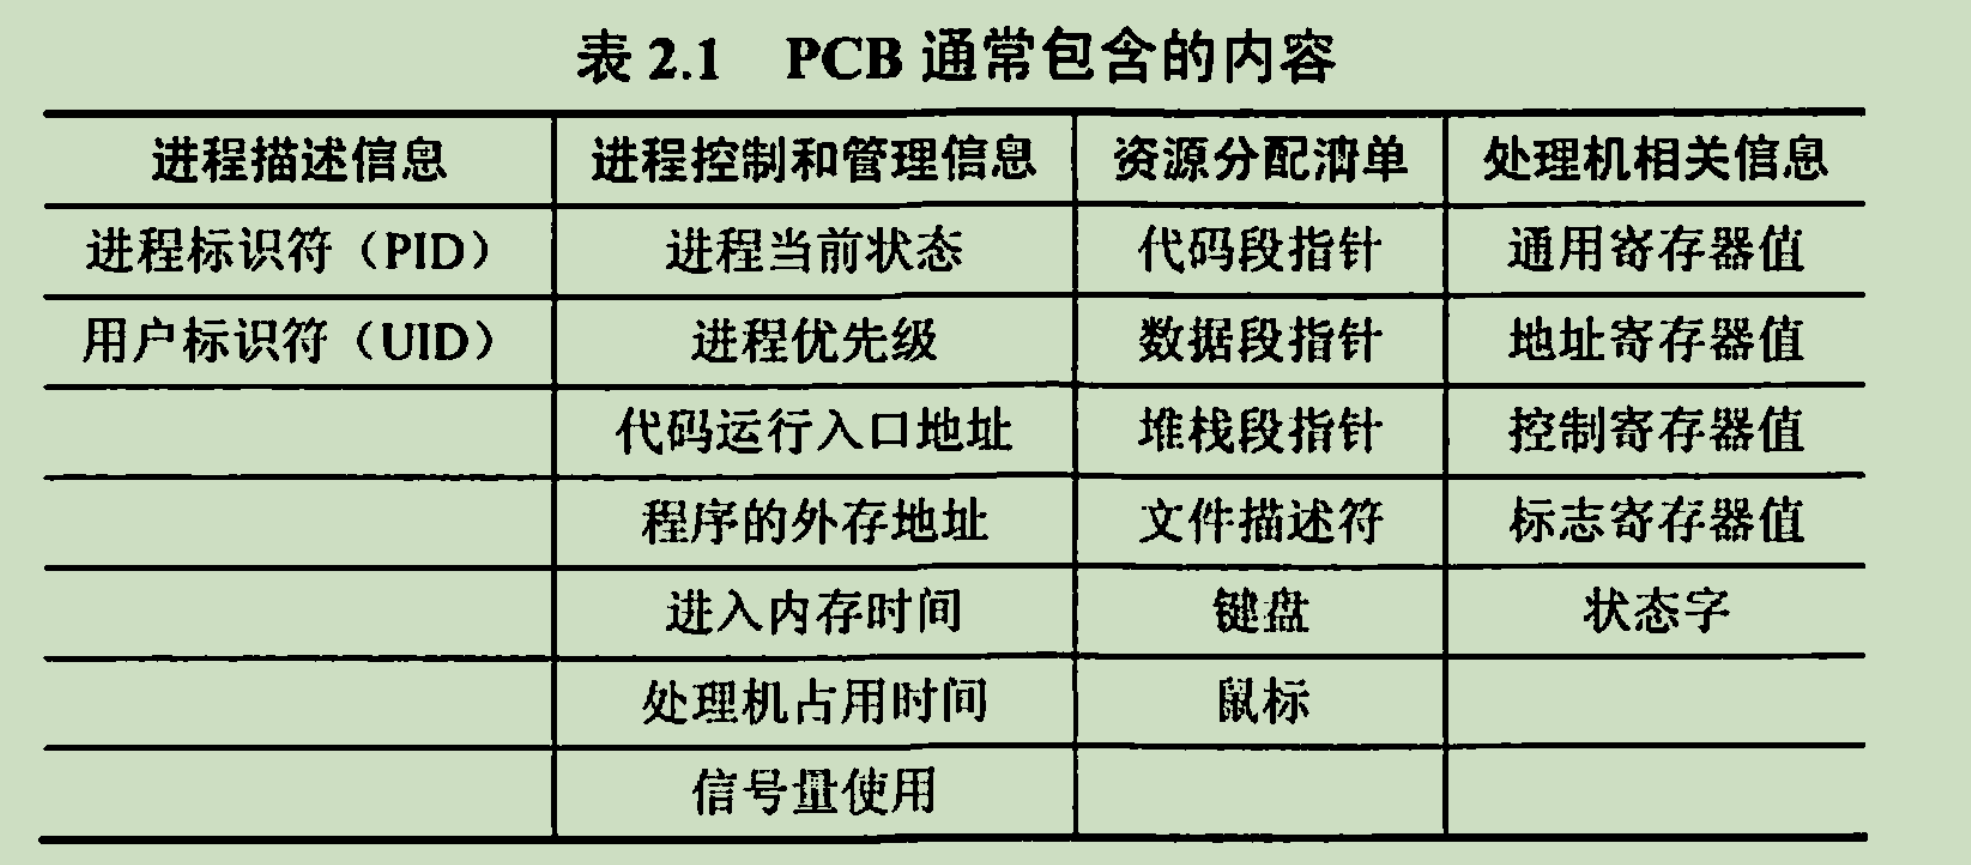 表 2.1 PCB 通常包含的内容
进程描述信息 进程控制和管理信息 资源分配清单 处理机相关信息
进程标识符（PID） 进程当前状态 代码段指针 通用寄存器值
用户标识符（UID） 进程优先级 数据段指针 地址寄存器值
代码运行入口地址 堆栈段指针 控制寄存器值
程序的外存地址 文件描述符 标志寄存器值
进入内存时间 键盘 状态字
处理机占用时间 鼠标
信号量使用